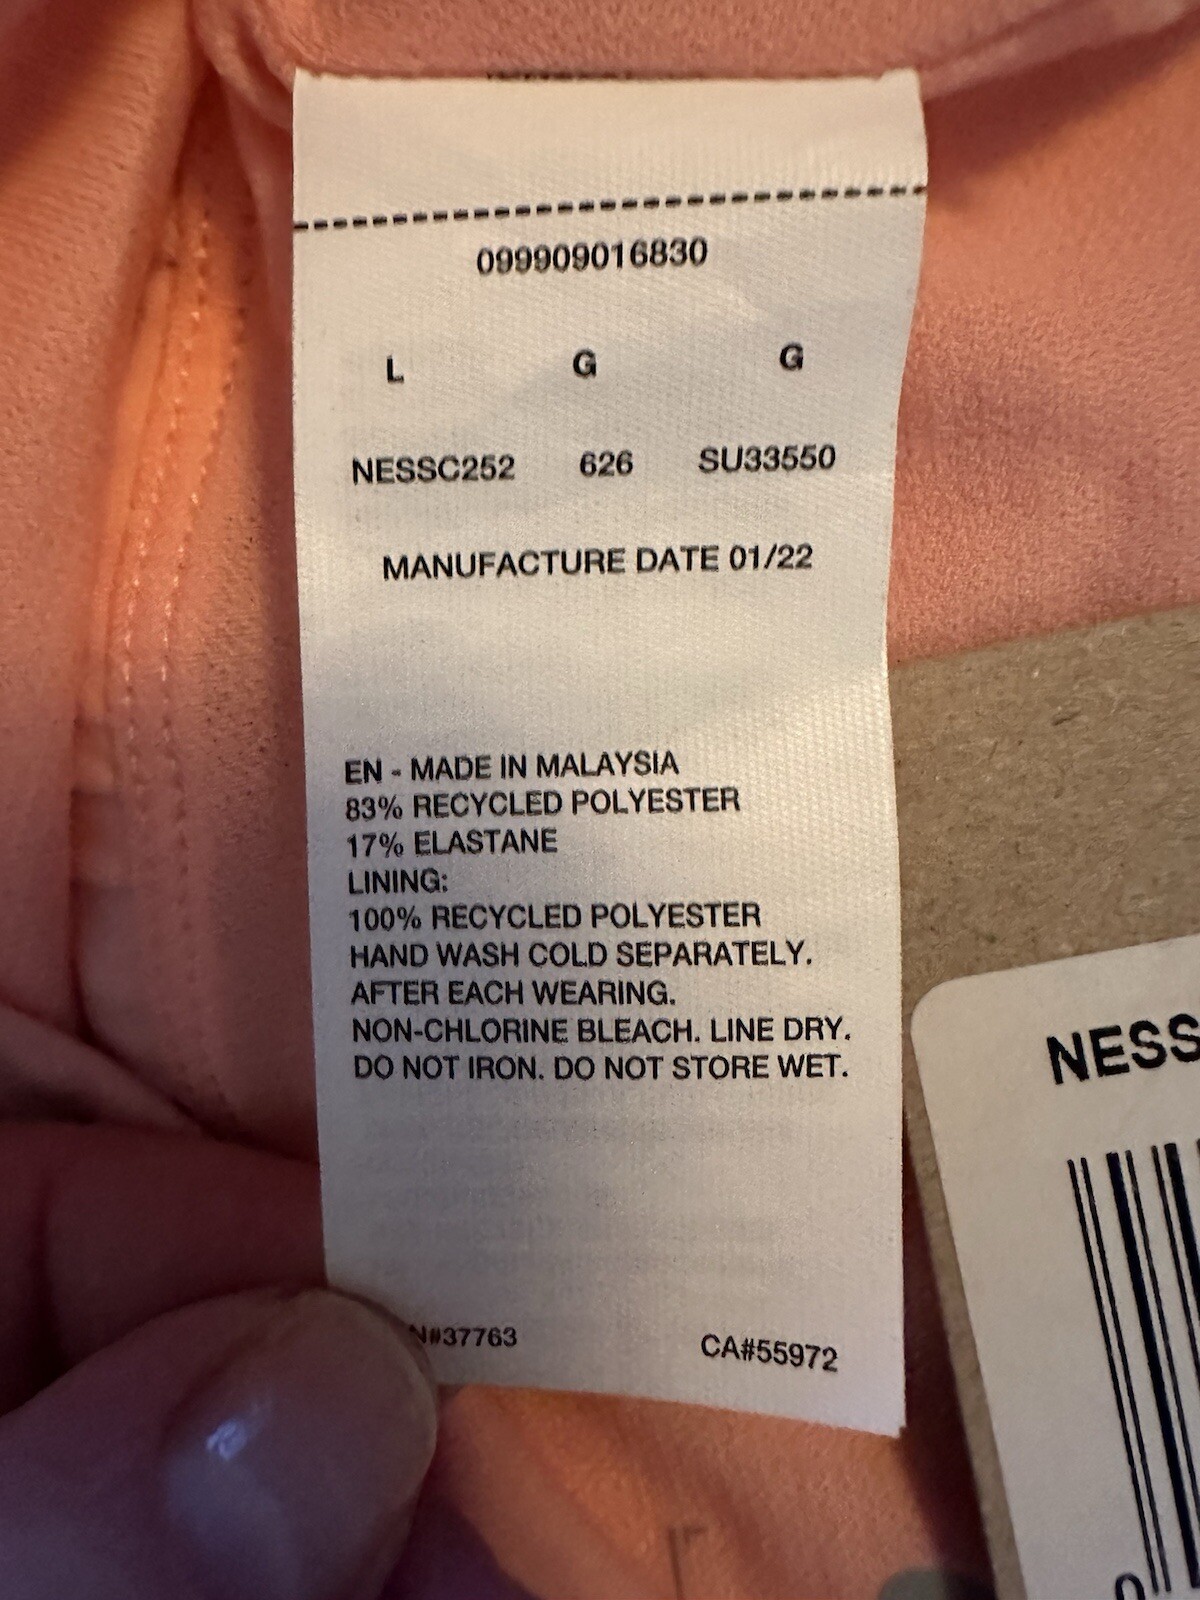 099909016830
L G G
NESSC252 626 SU33550
MANUFACTURE DATE 01/22
EN - MADE IN MALAYSIA
83% RECYCLED POLYESTER
17% ELASTANE
LINING:
100% RECYCLED POLYESTER
HAND WASH COLD SEPARATELY.
AFTER EACH WEARING.
NON-CHLORINE BLEACH. LINE DRY.
DO NOT IRON. DO NOT STORE WET.
N#37763 CA#55972
NESS
0